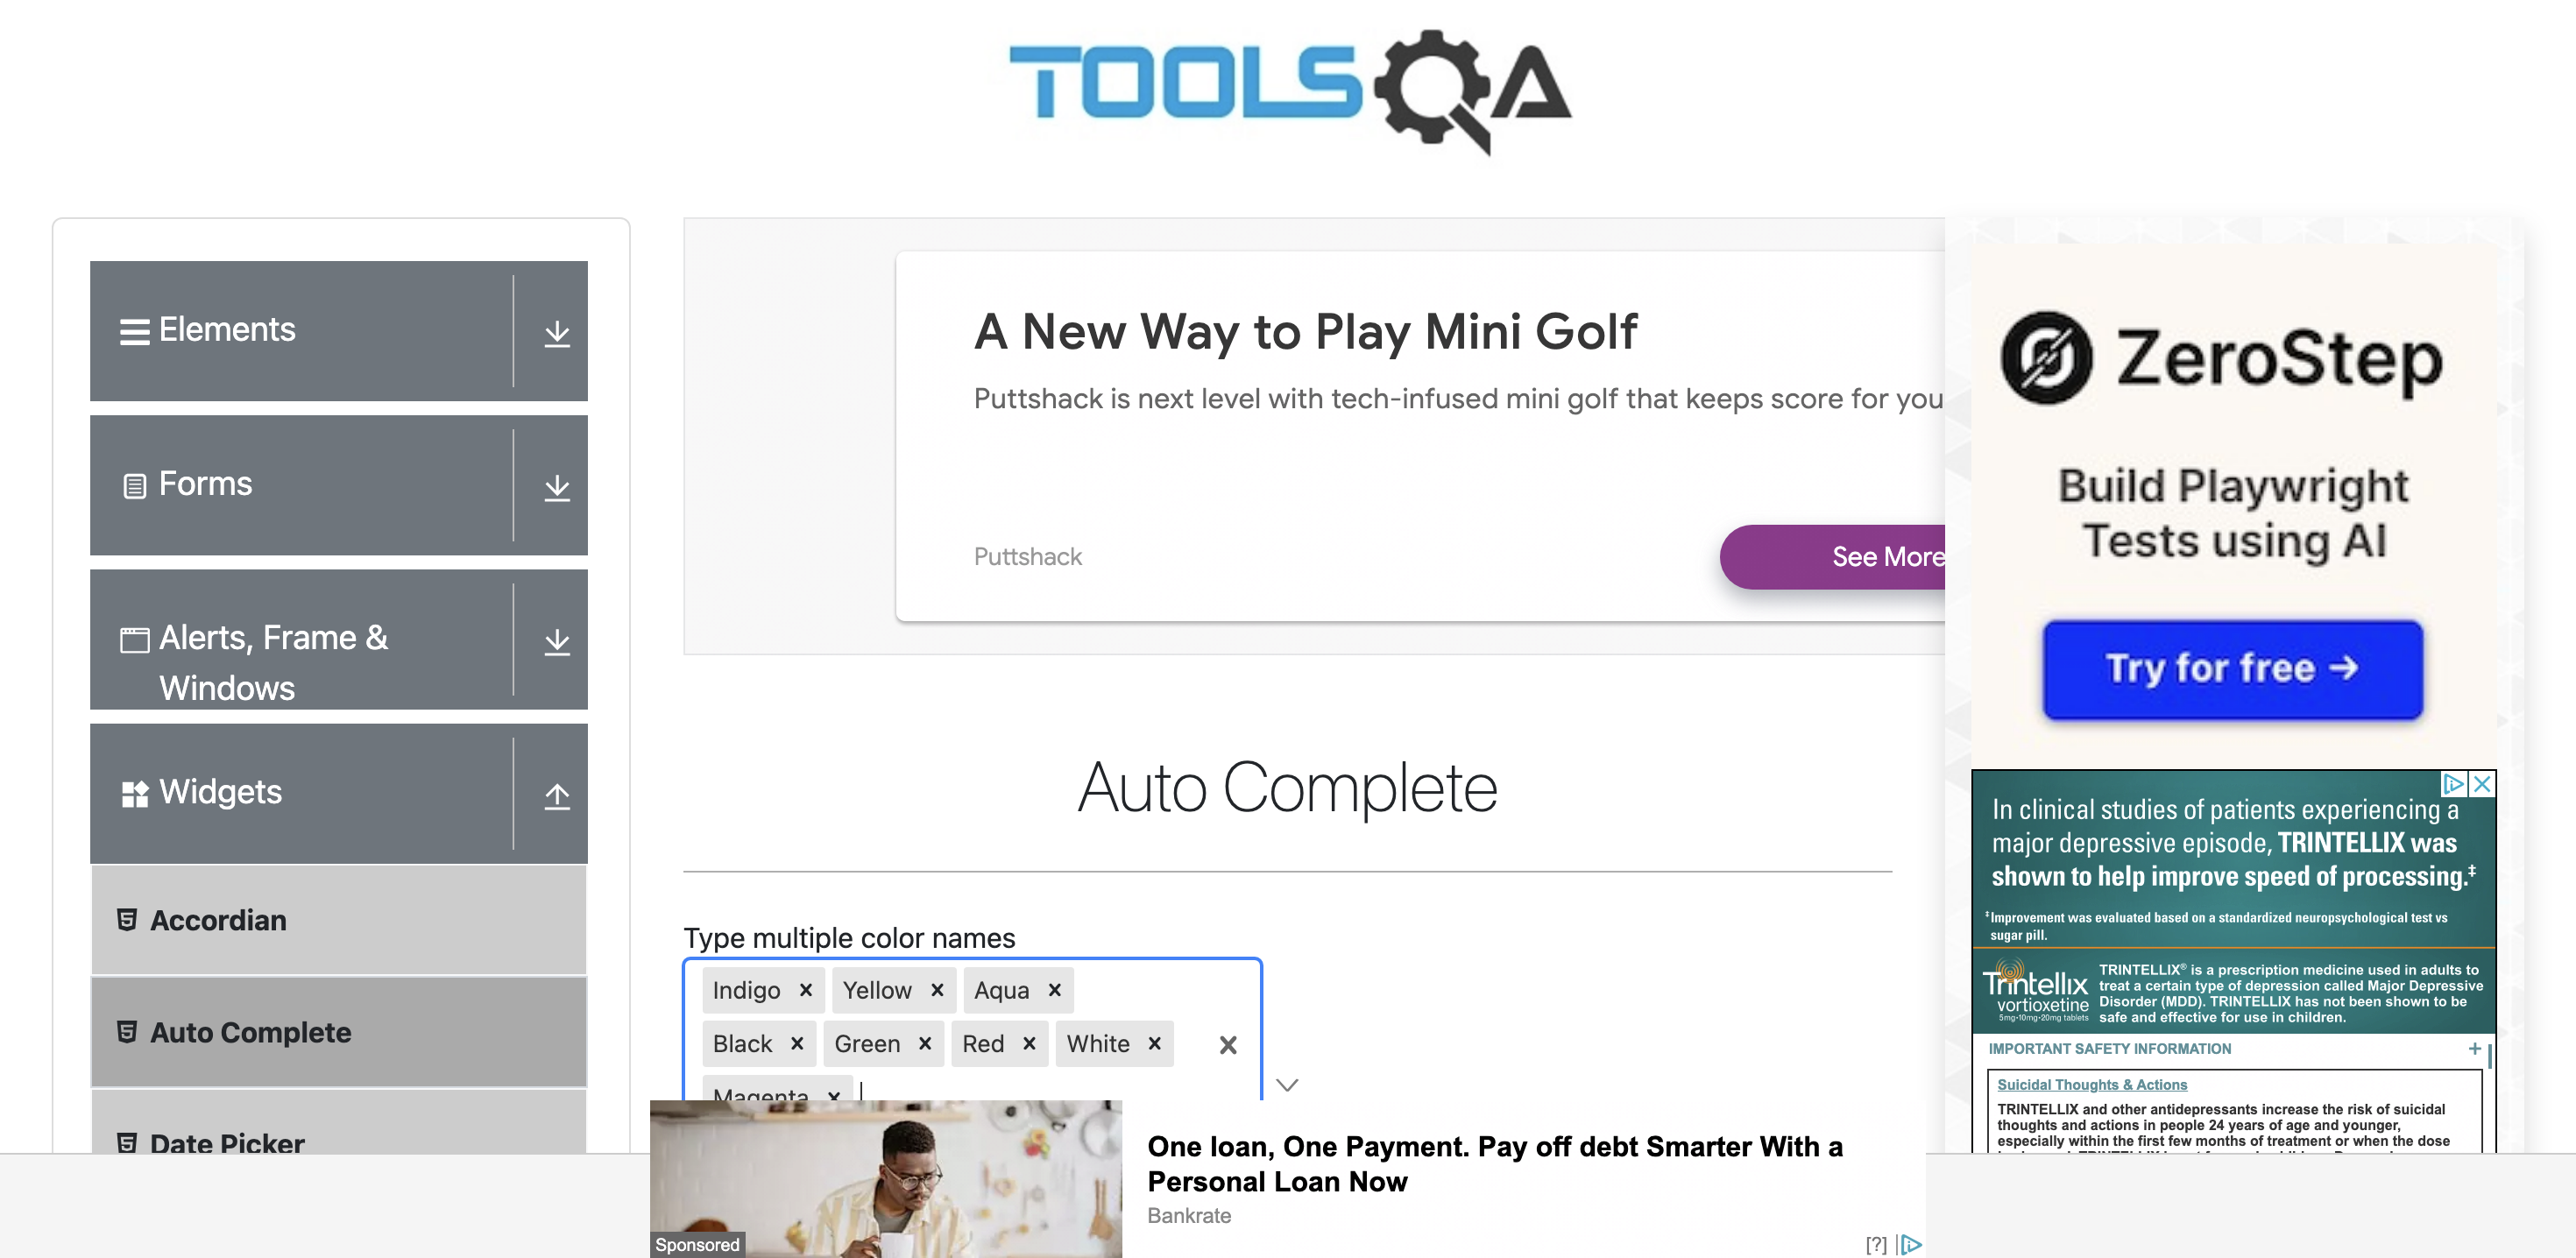 TOOLSQA
Elements
Forms
Alerts, Frame &
Windows
Widgets
Accordian
Auto Complete
Date Picker
A New Way to Play Mini Golf
Puttshack is next level with tech-infused mini golf that keeps score for you
Puttshack
See More
Auto Complete
Type multiple color names
Indigo × Yellow × Aqua ×
Black × Green × Red × White ×
Magenta ×
ZeroStep
Build Playwright
Tests using AI
Try for free →
In clinical studies of patients experiencing a
major depressive episode, TRINTELLIX was
shown to help improve speed of processing.‡
‡Improvement was evaluated based on a standardized neuropsychological test vs
sugar pill.
Trintellix
vortioxetine
5mg•10mg•20mg tablets
TRINTELLIX® is a prescription medicine used in adults to
treat a certain type of depression called Major Depressive
Disorder (MDD). TRINTELLIX has not been shown to be
safe and effective for use in children.
IMPORTANT SAFETY INFORMATION +
Suicidal Thoughts & Actions
TRINTELLIX and other antidepressants increase the risk of suicidal
thoughts and actions in people 24 years of age and younger,
especially within the first few months of treatment or when the dose
One loan, One Payment. Pay off debt Smarter With a
Personal Loan Now
Bankrate
Sponsored
[?]